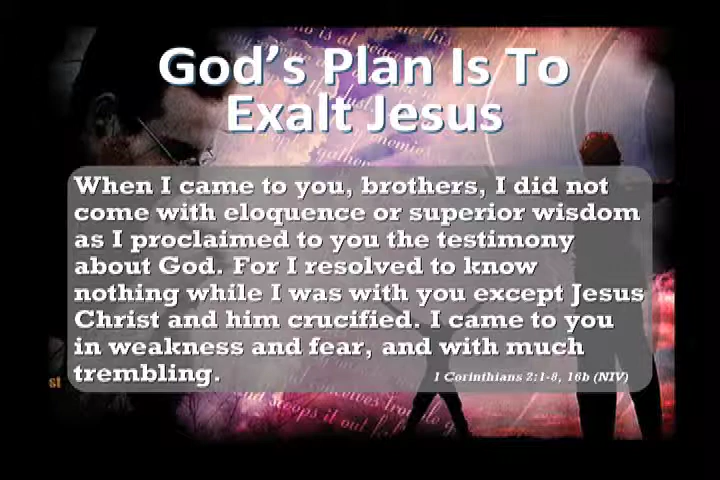 God's Plan Is To
Exalt Jesus
When I came to you, brothers, I did not
come with eloquence or superior wisdom
as I proclaimed to you the testimony
about God. For I resolved to know
nothing while I was with you except Jesus
Christ and him crucified. I came to you
in weakness and fear, and with much
trembling.
1 Corinthians 2:1-8, 16b (NIV)